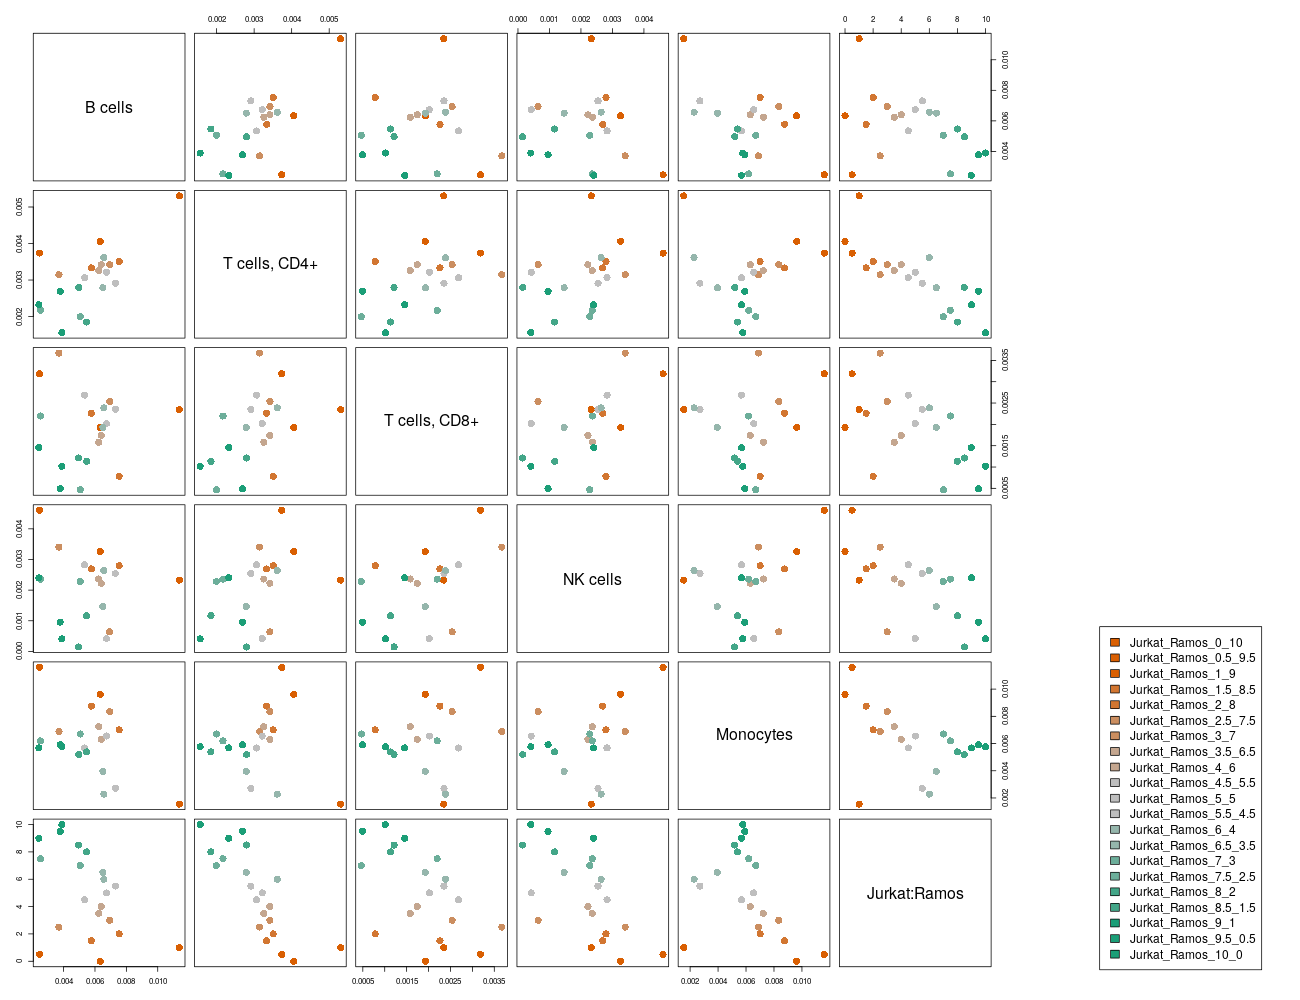 0.002 0.003 0.004 0.005 0.000 0.001 0.002 0.003 0.004 0 2 4 6 8 10
B cells
0.004 0.006 0.008 0.010
T cells, CD4+
0.002 0.003 0.004 0.005
T cells, CD8+
0.0005 0.0015 0.0025 0.0035
NK cells
0.000 0.001 0.002 0.003 0.004
Monocytes
0.002 0.004 0.006 0.008 0.010
Jurkat:Ramos
0 2 4 6 8 10
0.004 0.006 0.008 0.010 0.0005 0.0015 0.0025 0.0035 0.002 0.006 0.010
Jurkat_Ramos_0_10
Jurkat_Ramos_0.5_9.5
Jurkat_Ramos_1_9
Jurkat_Ramos_1.5_8.5
Jurkat_Ramos_2_8
Jurkat_Ramos_2.5_7.5
Jurkat_Ramos_3_7
Jurkat_Ramos_3.5_6.5
Jurkat_Ramos_4_6
Jurkat_Ramos_4.5_5.5
Jurkat_Ramos_5_5
Jurkat_Ramos_5.5_4.5
Jurkat_Ramos_6_4
Jurkat_Ramos_6.5_3.5
Jurkat_Ramos_7_3
Jurkat_Ramos_7.5_2.5
Jurkat_Ramos_8_2
Jurkat_Ramos_8.5_1.5
Jurkat_Ramos_9_1
Jurkat_Ramos_9.5_0.5
Jurkat_Ramos_10_0